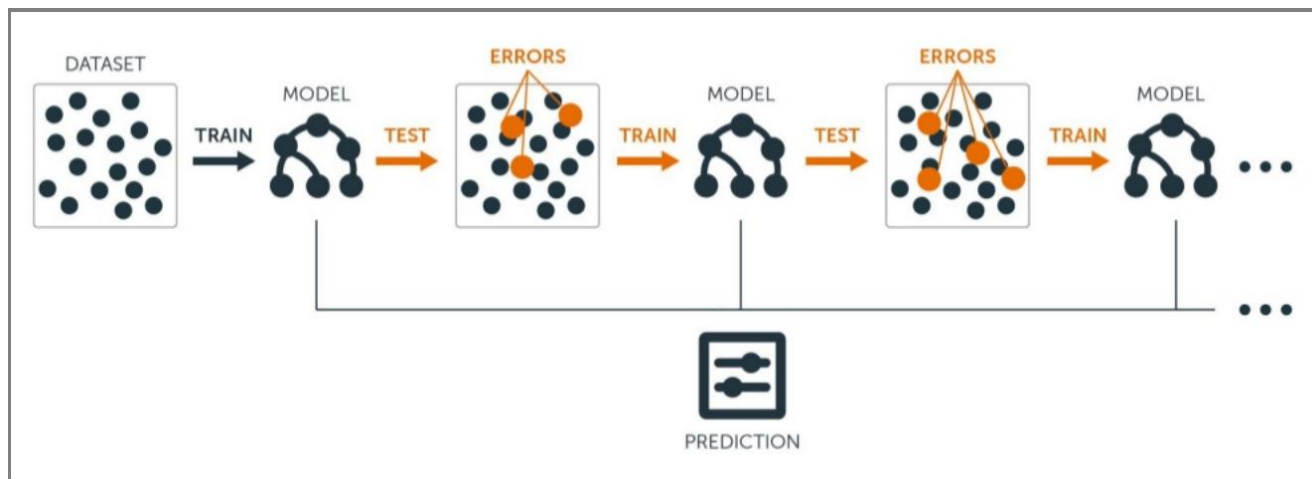 DATASET
TRAIN
MODEL
TEST
ERRORS
TRAIN
MODEL
TEST
ERRORS
TRAIN
MODEL
PREDICTION